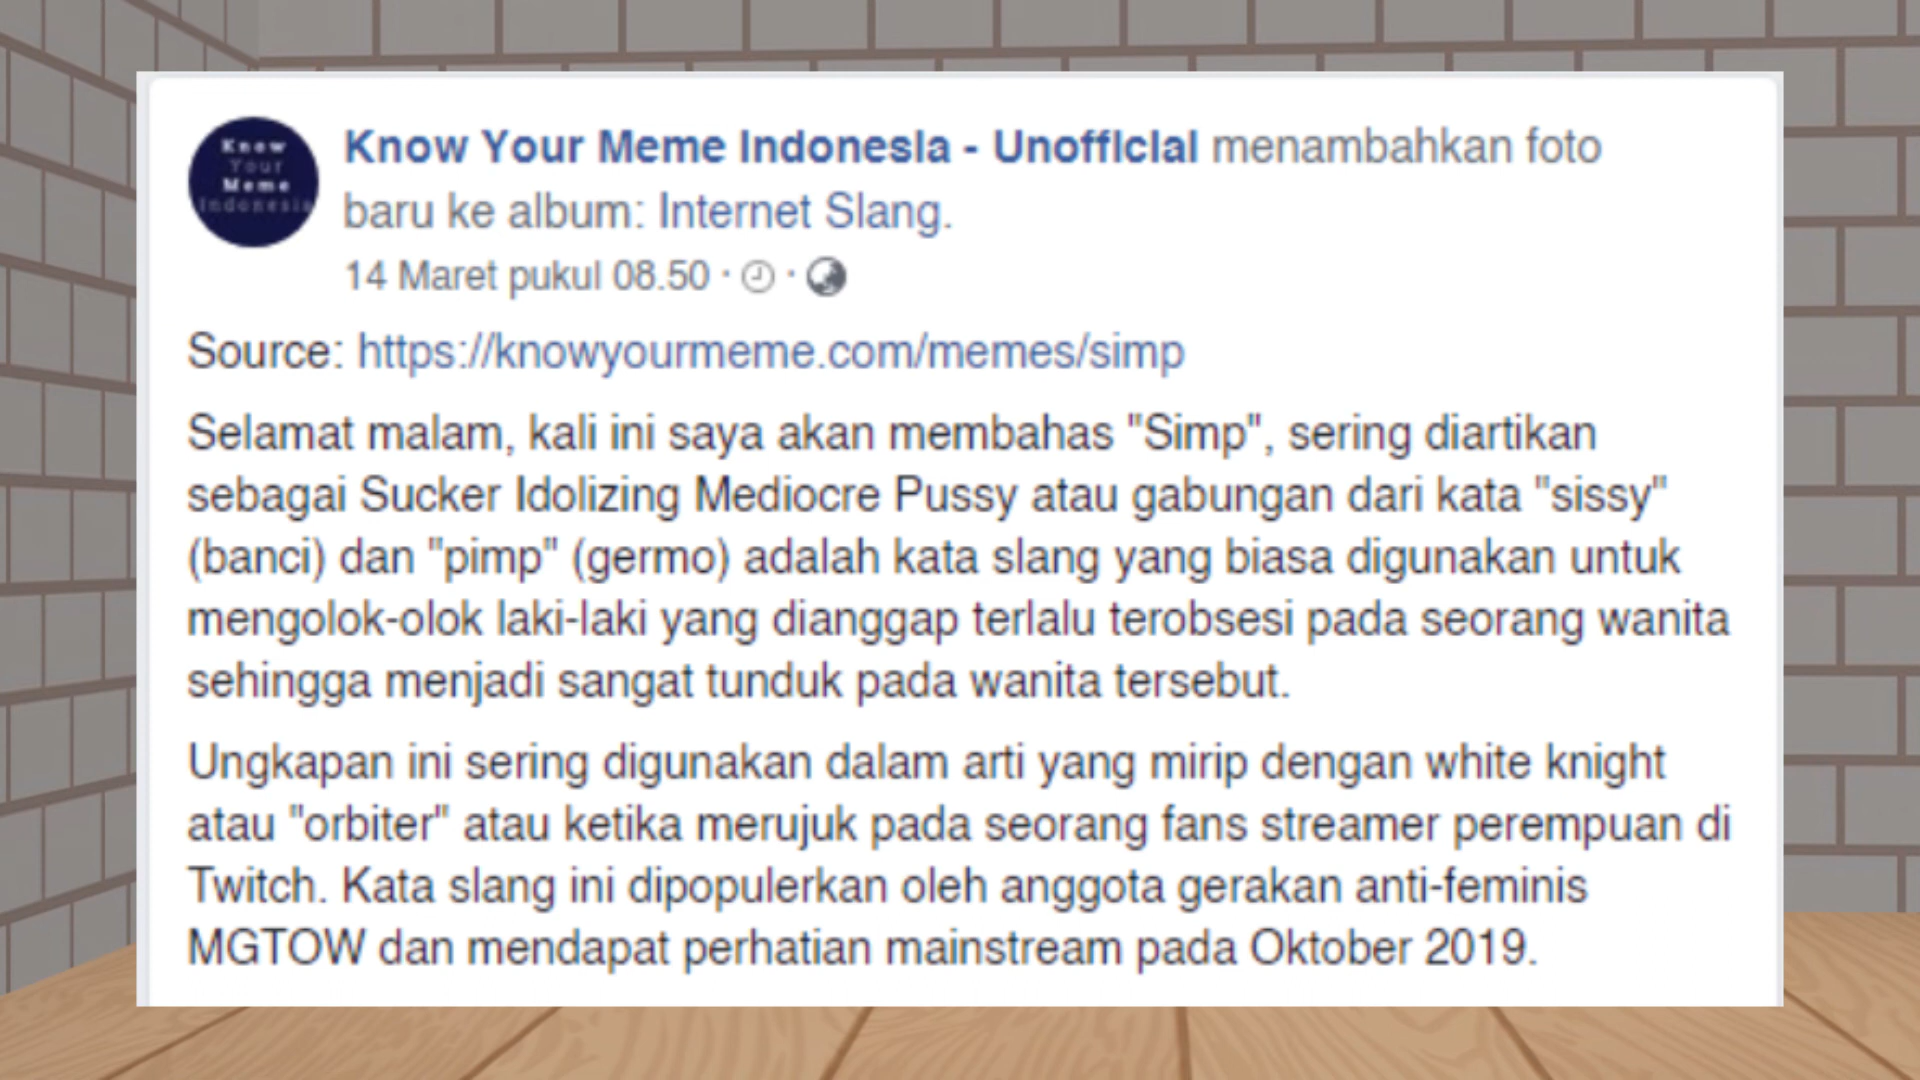 Know
Your
Meme
Indonesia
Know Your Meme Indonesia - Unofficial menambahkan foto
baru ke album: Internet Slang.
14 Maret pukul 08.50 · ·
Source: https://knowyourmeme.com/memes/simp
Selamat malam, kali ini saya akan membahas "Simp", sering diartikan
sebagai Sucker Idolizing Mediocre Pussy atau gabungan dari kata "sissy"
(banci) dan "pimp" (germo) adalah kata slang yang biasa digunakan untuk
mengolok-olok laki-laki yang dianggap terlalu terobsesi pada seorang wanita
sehingga menjadi sangat tunduk pada wanita tersebut.
Ungkapan ini sering digunakan dalam arti yang mirip dengan white knight
atau "orbiter" atau ketika merujuk pada seorang fans streamer perempuan di
Twitch. Kata slang ini dipopulerkan oleh anggota gerakan anti-feminis
MGTOW dan mendapat perhatian mainstream pada Oktober 2019.